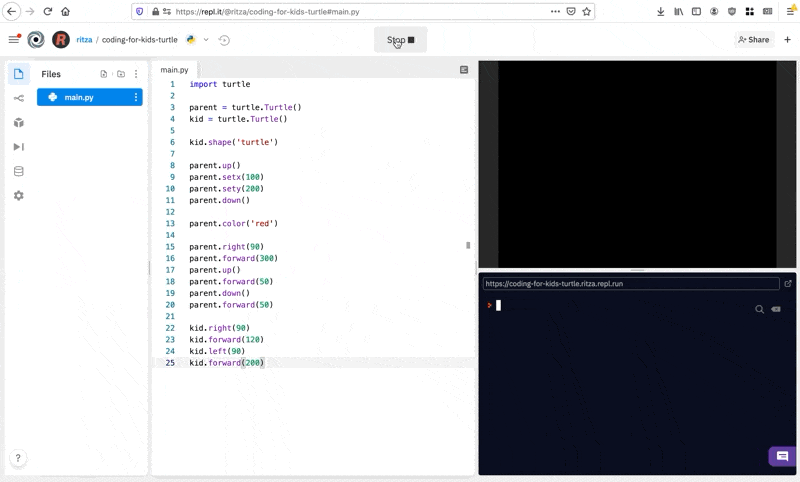 https://repl.it/@ritza/coding-for-kids-turtle#main.py
ritza / coding-for-kids-turtle
Stop
Share
Files
main.py
main.py
1 import turtle
2
3 parent = turtle.Turtle()
4 kid = turtle.Turtle()
5
6 kid.shape('turtle')
7
8 parent.up()
9 parent.setx(100)
10 parent.sety(200)
11 parent.down()
12
13 parent.color('red')
14
15 parent.right(90)
16 parent.forward(300)
17 parent.up()
18 parent.forward(50)
19 parent.down()
20 parent.forward(50)
21
22 kid.right(90)
23 kid.forward(120)
24 kid.left(90)
25 kid.forward(200)
https://coding-for-kids-turtle.ritza.repl.run
>
?